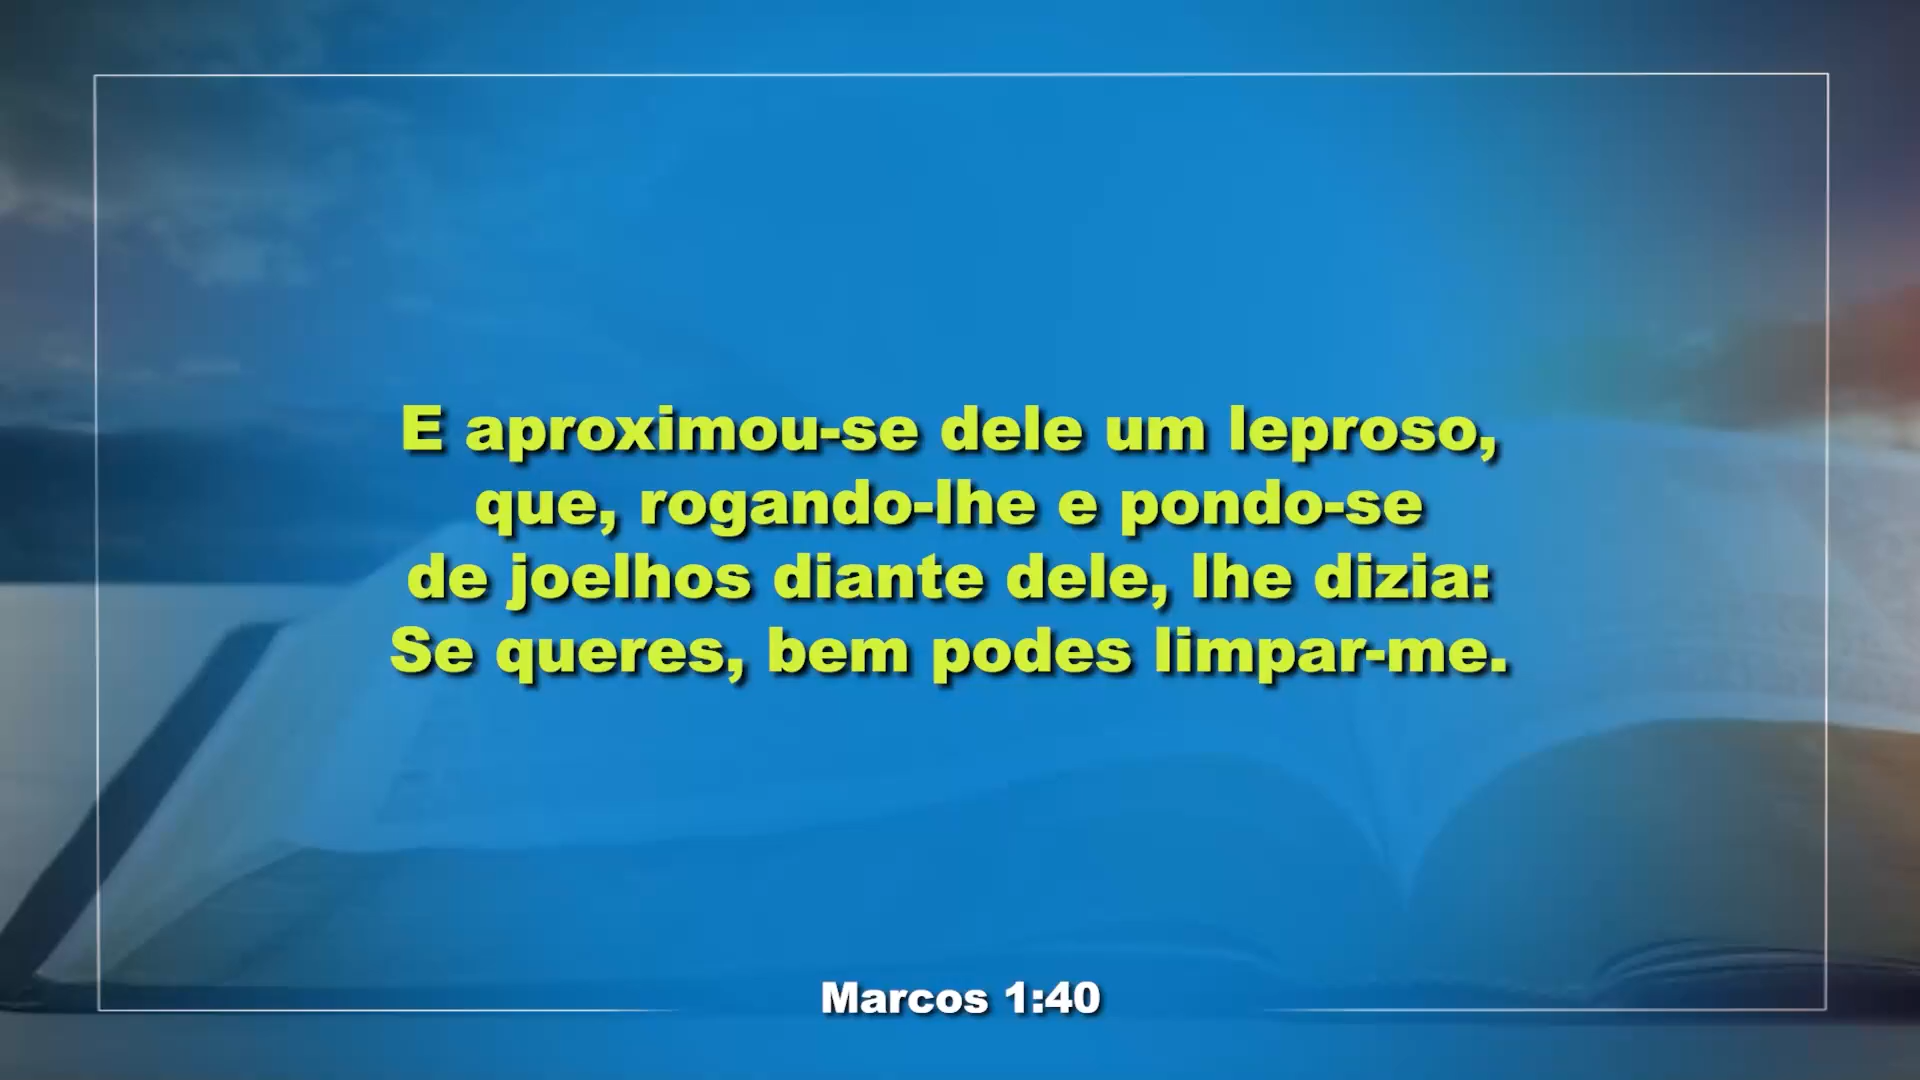 E aproximou-se dele um leproso,
que, rogando-lhe e pondo-se
de joelhos diante dele, lhe dizia:
Se queres, bem podes limpar-me.
Marcos 1:40